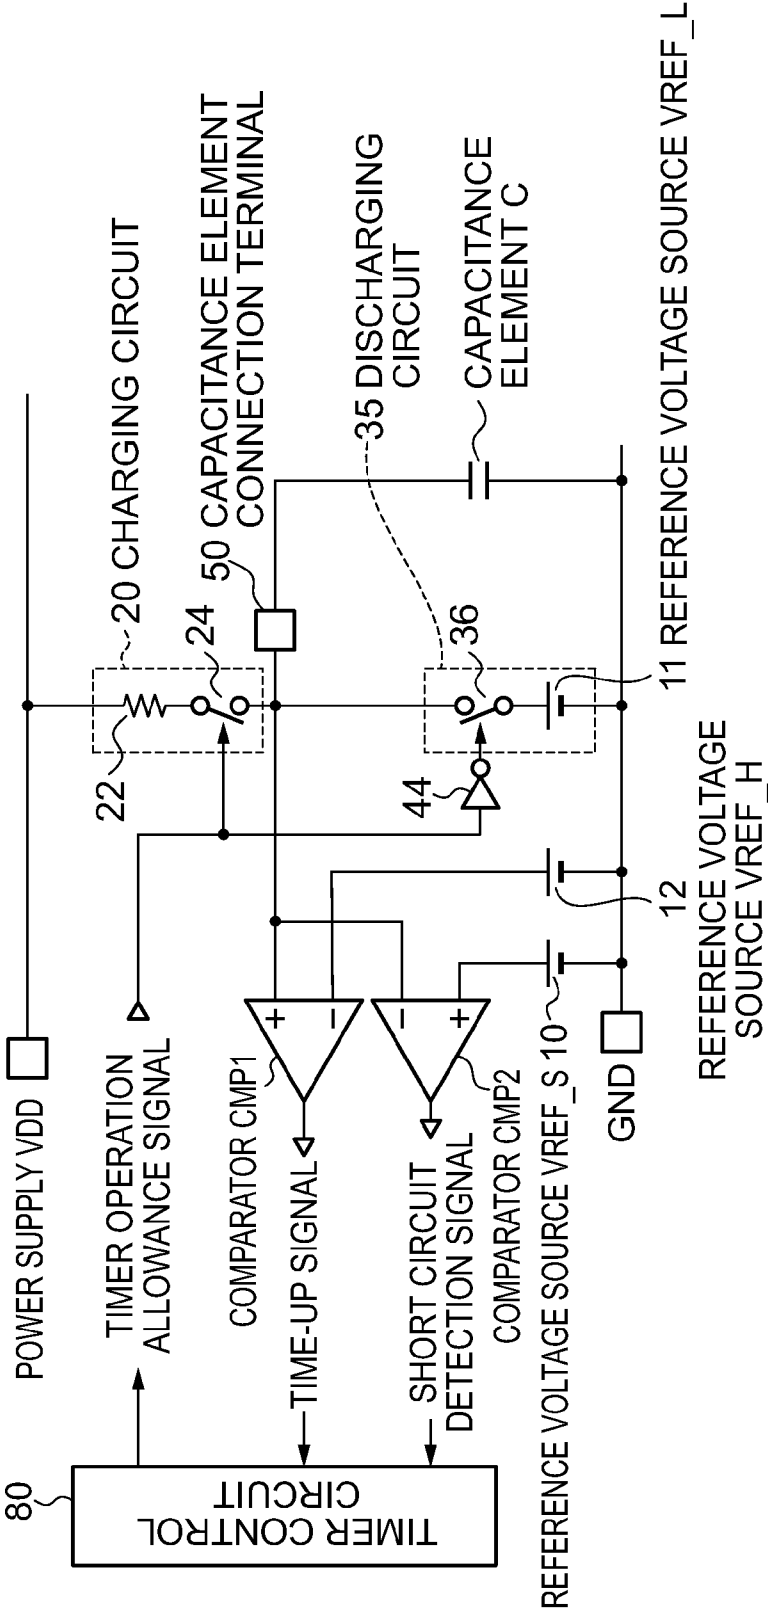 80
TIMER CONTROL
CIRCUIT
POWER SUPPLY VDD
TIMER OPERATION
ALLOWANCE SIGNAL
COMPARATOR CMP1
TIME-UP SIGNAL
SHORT CIRCUIT
DETECTION SIGNAL
COMPARATOR CMP2
REFERENCE VOLTAGE SOURCE VREF_S 10
GND
+
−
−
+
22
24
20 CHARGING CIRCUIT
50 CAPACITANCE ELEMENT
CONNECTION TERMINAL
44
36
35 DISCHARGING
CIRCUIT
CAPACITANCE
ELEMENT C
12
REFERENCE VOLTAGE
SOURCE VREF_H
11 REFERENCE VOLTAGE SOURCE VREF_L